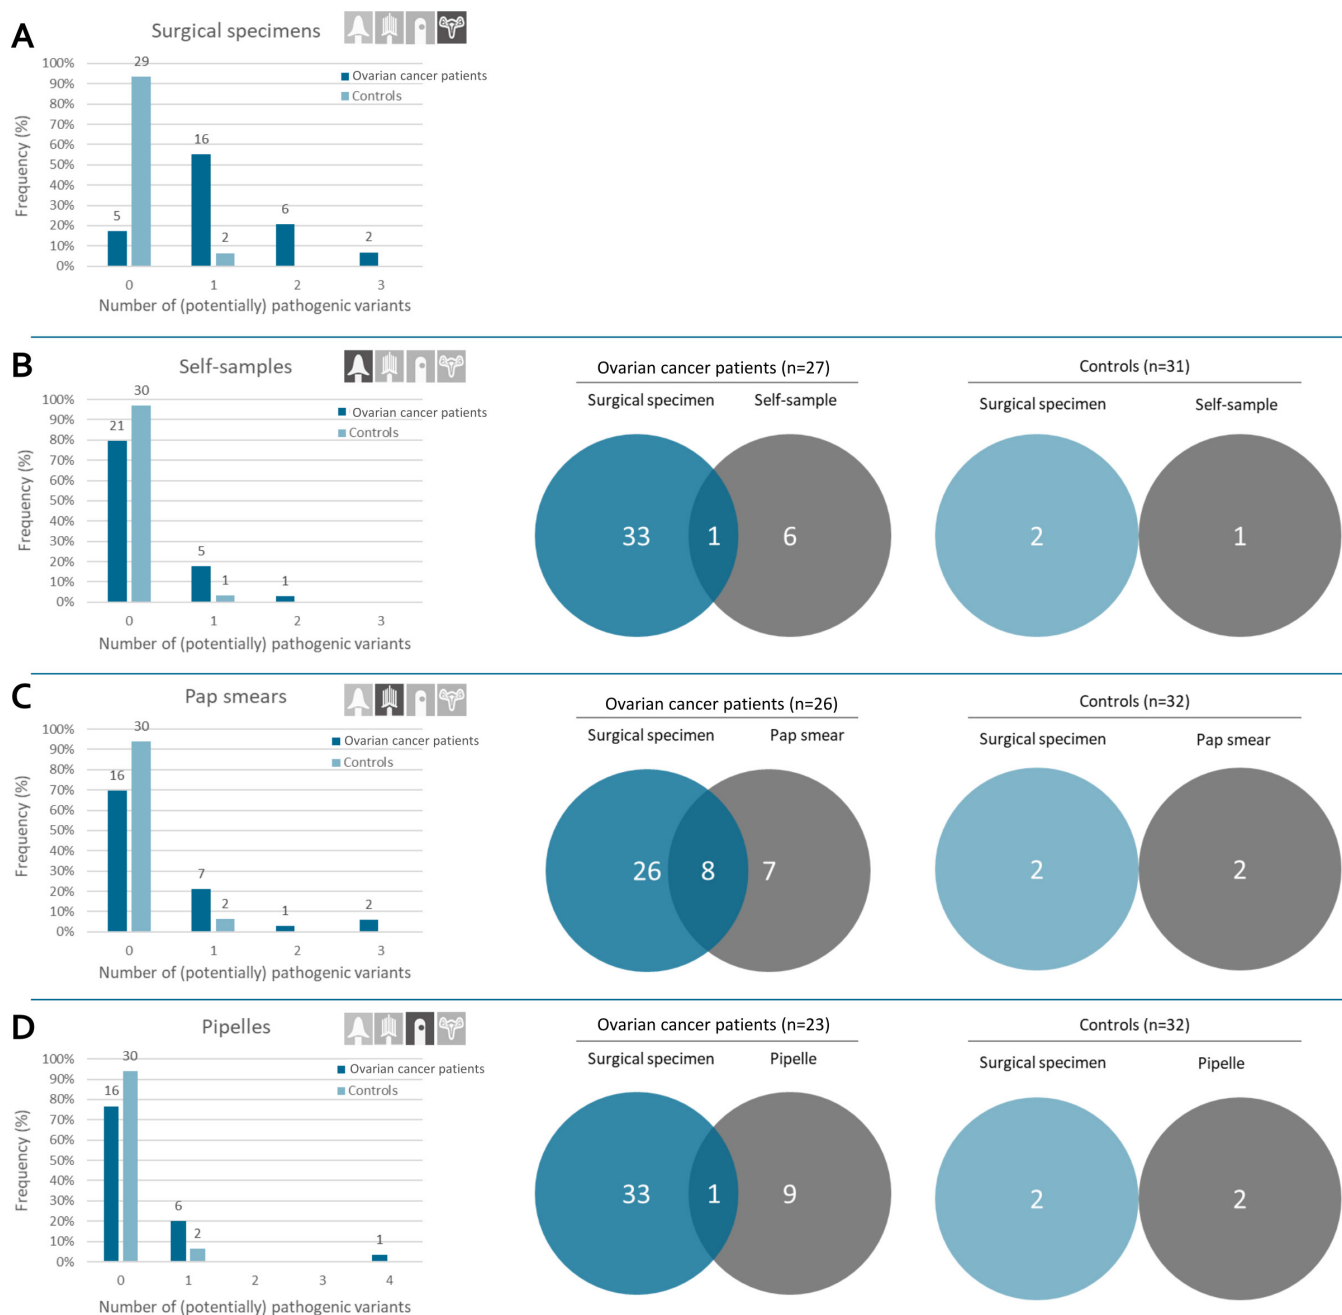 A
Surgical specimens
100%
90%
80%
70%
60%
50%
40%
30%
20%
10%
0%
Frequency (%)
29
5
16
2
6
2
Ovarian cancer patients
Controls
0 1 2 3
Number of (potentially) pathogenic variants
B
Self-samples
100%
90%
80%
70%
60%
50%
40%
30%
20%
10%
0%
Frequency (%)
21
30
5
1
1
Ovarian cancer patients
Controls
0 1 2 3
Number of (potentially) pathogenic variants
Ovarian cancer patients (n=27)
Surgical specimen Self-sample
33 1 6
Controls (n=31)
Surgical specimen Self-sample
2 1
C
Pap smears
100%
90%
80%
70%
60%
50%
40%
30%
20%
10%
0%
Frequency (%)
16
30
7
2
1
2
Ovarian cancer patients
Controls
0 1 2 3
Number of (potentially) pathogenic variants
Ovarian cancer patients (n=26)
Surgical specimen Pap smear
26 8 7
Controls (n=32)
Surgical specimen Pap smear
2 2
D
Pipelles
100%
90%
80%
70%
60%
50%
40%
30%
20%
10%
0%
Frequency (%)
16
30
6
2
1
Ovarian cancer patients
Controls
0 1 2 3 4
Number of (potentially) pathogenic variants
Ovarian cancer patients (n=23)
Surgical specimen Pipelle
33 1 9
Controls (n=32)
Surgical specimen Pipelle
2 2